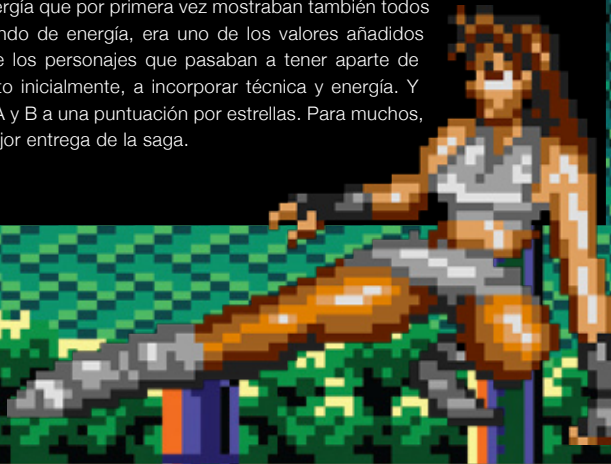 ergía que por primera vez mostraban también todos
ndo de energía, era uno de los valores añadidos
e los personajes que pasaban a tener aparte de
to inicialmente, a incorporar técnica y energía. Y
A y B a una puntuación por estrellas. Para muchos,
jor entrega de la saga.